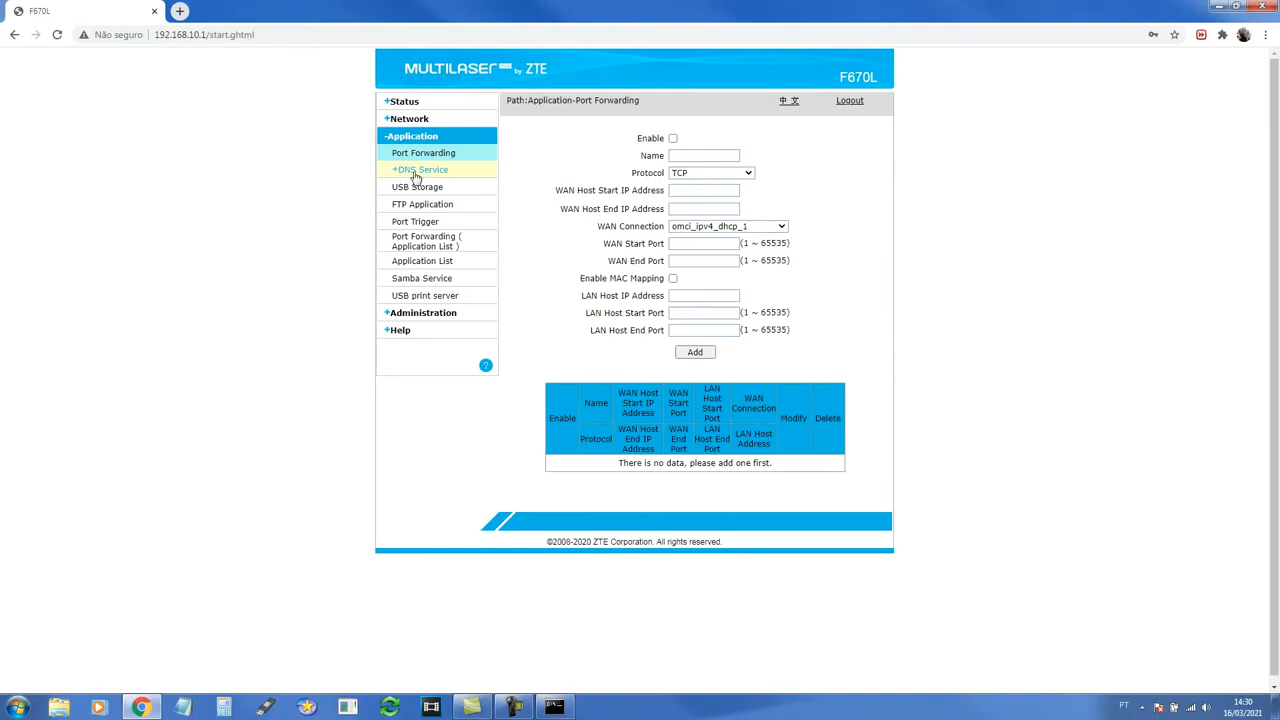 F670L
Não seguro
192.168.10.1/start.ghtml
MULTILASER PRO by ZTE
F670L
+Status
+Network
-Application
Port Forwarding
+DNS Service
USB Storage
FTP Application
Port Trigger
Port Forwarding (
Application List )
Application List
Samba Service
USB print server
+Administration
+Help
?
Path:Application-Port Forwarding
中 文
Logout
Enable
Name
Protocol TCP
WAN Host Start IP Address
WAN Host End IP Address
WAN Connection omci_ipv4_dhcp_1
WAN Start Port (1 ~ 65535)
WAN End Port (1 ~ 65535)
Enable MAC Mapping
LAN Host IP Address
LAN Host Start Port (1 ~ 65535)
LAN Host End Port (1 ~ 65535)
Add
Enable
Name
Protocol
WAN Host
Start IP
Address
WAN Host
End IP
Address
WAN
Start
Port
WAN
End
Port
LAN
Host
Start
Port
LAN
Host End
Port
WAN
Connection
LAN Host
Address
Modify
Delete
There is no data, please add one first.
©2008-2020 ZTE Corporation. All rights reserved.
PT
14:30
16/03/2021